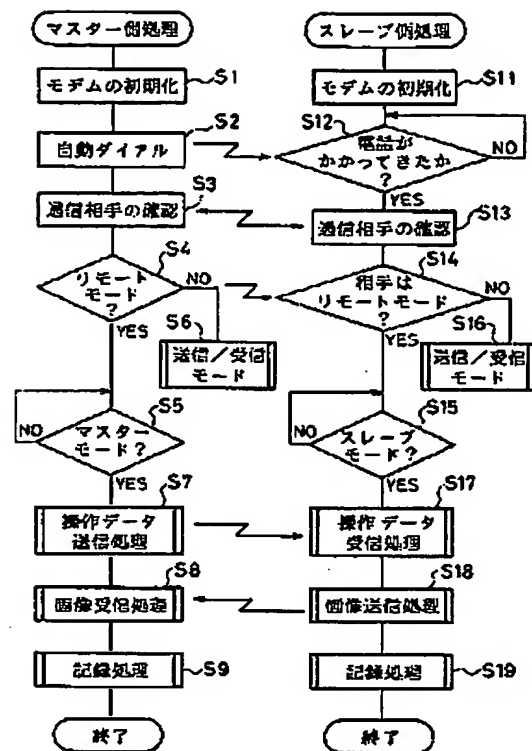 マスター側処理
モデムの初期化
S1
自動ダイアル
S2
通信相手の確認
S3
リモート
モード
?
S4
NO
YES
S6
送信/受信
モード
マスター
モード?
S5
NO
YES
操作データ
送信処理
S7
画像受信処理
S8
記録処理
S9
終了
スレーブ側処理
モデムの初期化
S11
電話が
かかってきたか
?
S12
NO
YES
通信相手の確認
S13
相手は
リモートモード
?
S14
NO
YES
S16
送信/受信
モード
スレーブ
モード?
S15
NO
YES
操作データ
受信処理
S17
画像送信処理
S18
記録処理
S19
終了